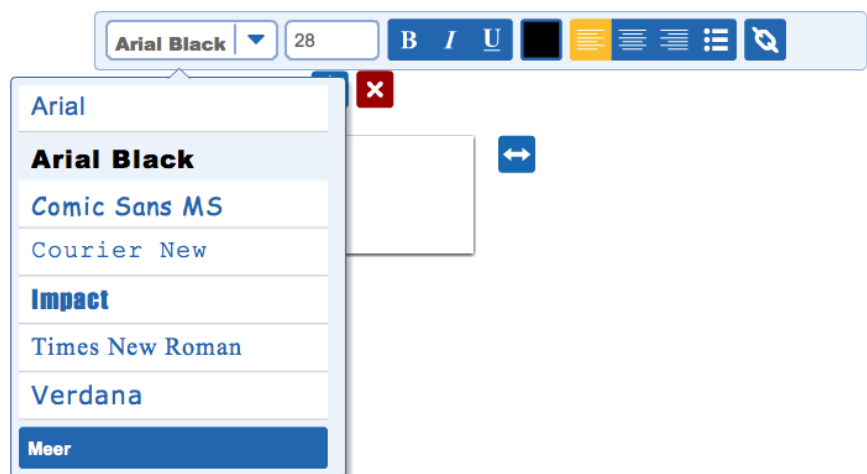 Arial Black 28 B I U
Arial
Arial Black
Comic Sans MS
Courier New
Impact
Times New Roman
Verdana
Meer